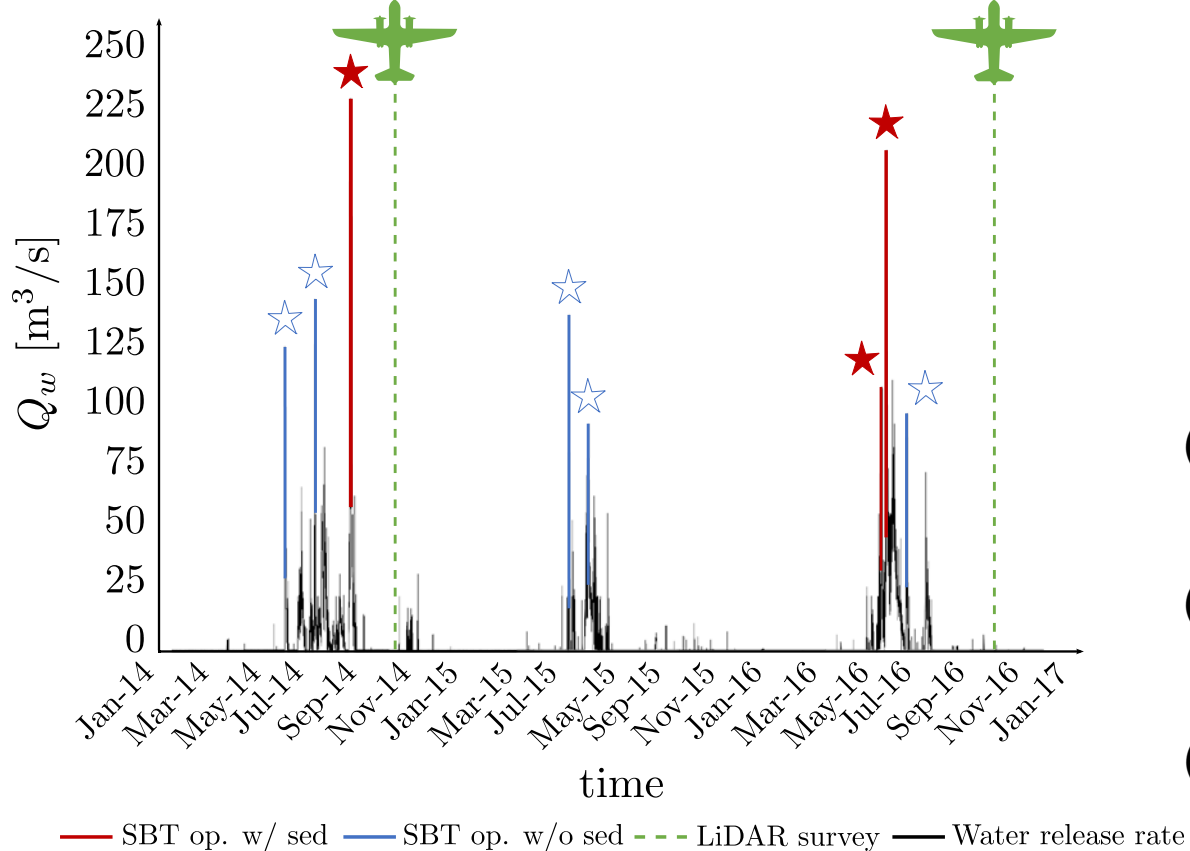 250
225
200
175
150
125
100
75
50
25
0
Q_w [m³/s]
Jan-14
Mar-14
May-14
Jul-14
Sep-14
Nov-14
Jan-15
Mar-15
Jul-15
May-15
Sep-15
Nov-15
Jan-16
Mar-16
May-16
Jul-16
Sep-16
Nov-16
Jan-17
time
SBT op. w/ sed SBT op. w/o sed LiDAR survey Water release rate